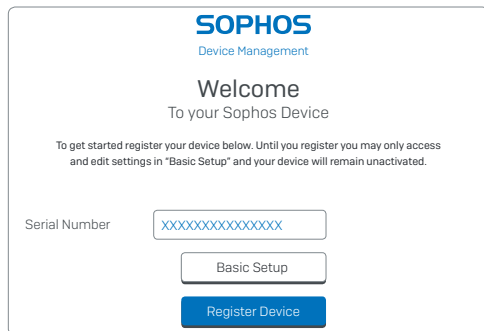 SOPHOS
Device Management
Welcome
To your Sophos Device
To get started register your device below. Until you register you may only access
and edit settings in “Basic Setup” and your device will remain unactivated.
Serial Number XXXXXXXXXXXXXXX
Basic Setup
Register Device